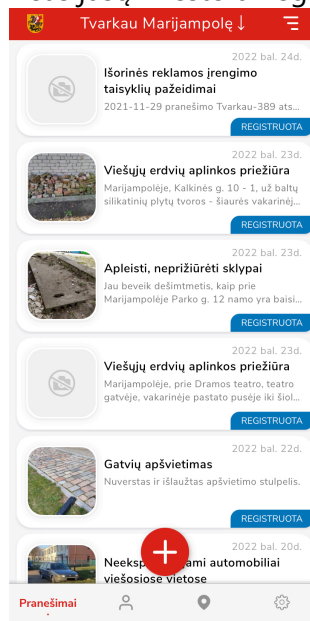 Tvarkau Marijampolę ↓
2022 bal. 24d.
Išorinės reklamos įrengimo
taisyklių pažeidimai
2021-11-29 pranešimo Tvarkau-389 ats...
REGISTRUOTA
2022 bal. 23d.
Viešųjų erdvių aplinkos priežiūra
Marijampolėje, Kalkinės g. 10 - 1, už baltų
silikatinių plytų tvoros - šiaurės vakarinėj...
REGISTRUOTA
2022 bal. 23d.
Apleisti, neprižiūrėti sklypai
Jau beveik dešimtmetis, kaip prie
Marijampolėje Parko g. 12 namo yra baisi...
REGISTRUOTA
2022 bal. 23d.
Viešųjų erdvių aplinkos priežiūra
Marijampolėje, prie Dramos teatro, teatro
gatvėje, vakarinėje pastato pusėje iki šiol...
REGISTRUOTA
2022 bal. 22d.
Gatvių apšvietimas
Nuverstas ir išlaužtas apšvietimo stulpelis.
REGISTRUOTA
2022 bal. 20d.
automobiliai
viešosiose vietose
Pranešimai